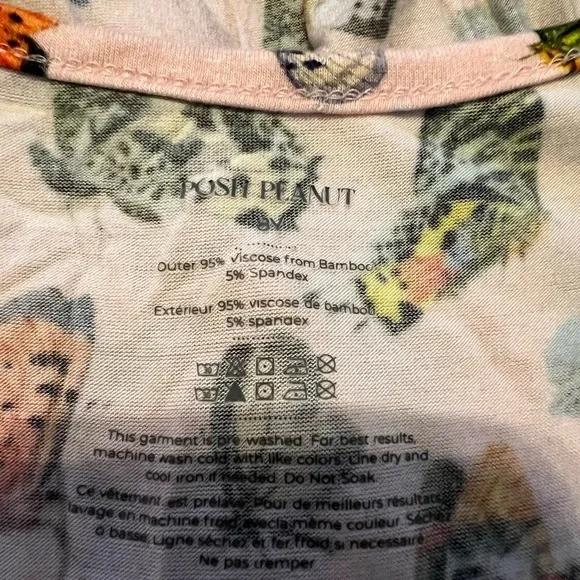 POSH PEANUT
Outer 95% viscose from Bamboo
5% Spandex
Extérieur 95% viscose de bambou
5% spandex
This garment is pre washed. For best results,
machine wash cold with like colors. Line dry and
cool iron if needed. Do Not Soak.
Ce vêtement est prélavé. Pour de meilleurs résultats
lavage en machine froid avec la même couleur. Séchez
à basse. Ligne séchez et fer froid si nécessaire.
Ne pas tremper